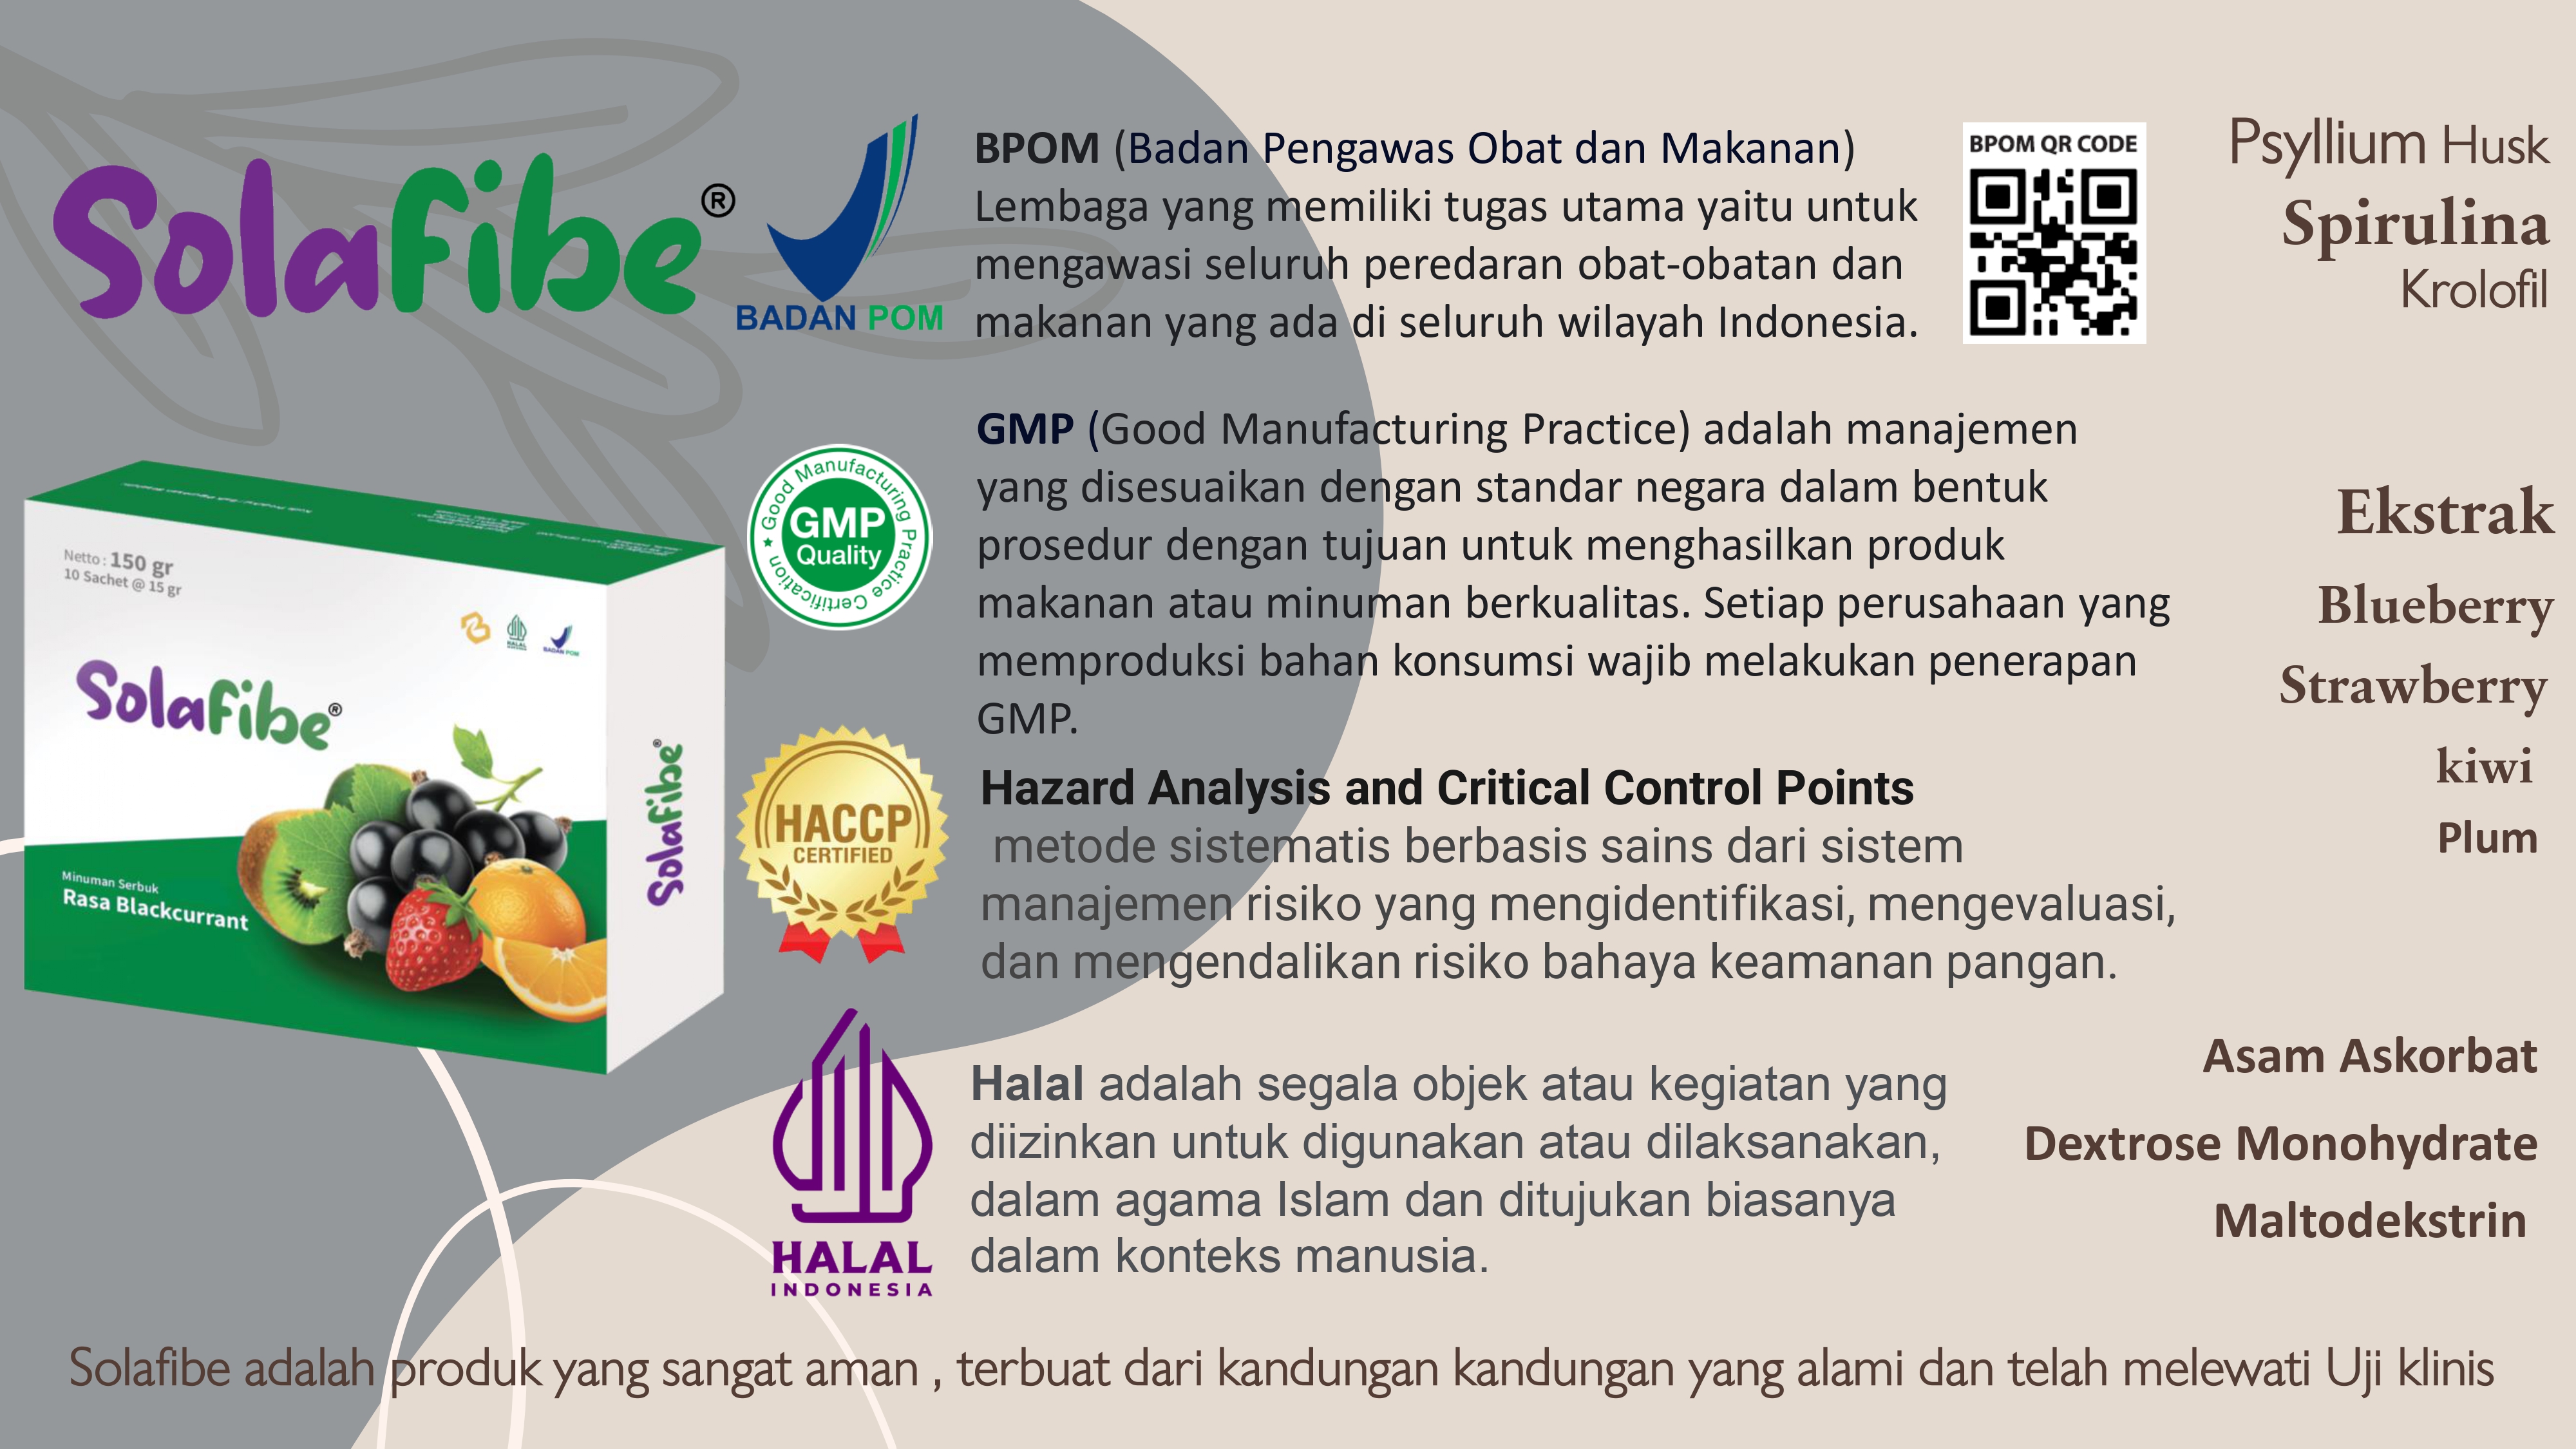 Solafibe®
BADAN POM
BPOM (Badan Pengawas Obat dan Makanan)
Lembaga yang memiliki tugas utama yaitu untuk
mengawasi seluruh peredaran obat-obatan dan
makanan yang ada di seluruh wilayah Indonesia.
BPOM QR CODE
Psyllium Husk
Spirulina
Krolofil
Good Manufacturing Practice Certification
GMP
Quality
GMP (Good Manufacturing Practice) adalah manajemen
yang disesuaikan dengan standar negara dalam bentuk
prosedur dengan tujuan untuk menghasilkan produk
makanan atau minuman berkualitas. Setiap perusahaan yang
memproduksi bahan konsumsi wajib melakukan penerapan
GMP.
Ekstrak
Blueberry
Strawberry
kiwi
Plum
Netto : 150 gr
10 Sachet @ 15 gr
HALAL
BADAN POM
Solafibe®
Minuman Serbuk
Rasa Blackcurrant
Solafibe®
HACCP
CERTIFIED
Hazard Analysis and Critical Control Points
metode sistematis berbasis sains dari sistem
manajemen risiko yang mengidentifikasi, mengevaluasi,
dan mengendalikan risiko bahaya keamanan pangan.
HALAL
INDONESIA
Halal adalah segala objek atau kegiatan yang
diizinkan untuk digunakan atau dilaksanakan,
dalam agama Islam dan ditujukan biasanya
dalam konteks manusia.
Asam Askorbat
Dextrose Monohydrate
Maltodekstrin
Solafibe adalah produk yang sangat aman , terbuat dari kandungan kandungan yang alami dan telah melewati Uji klinis